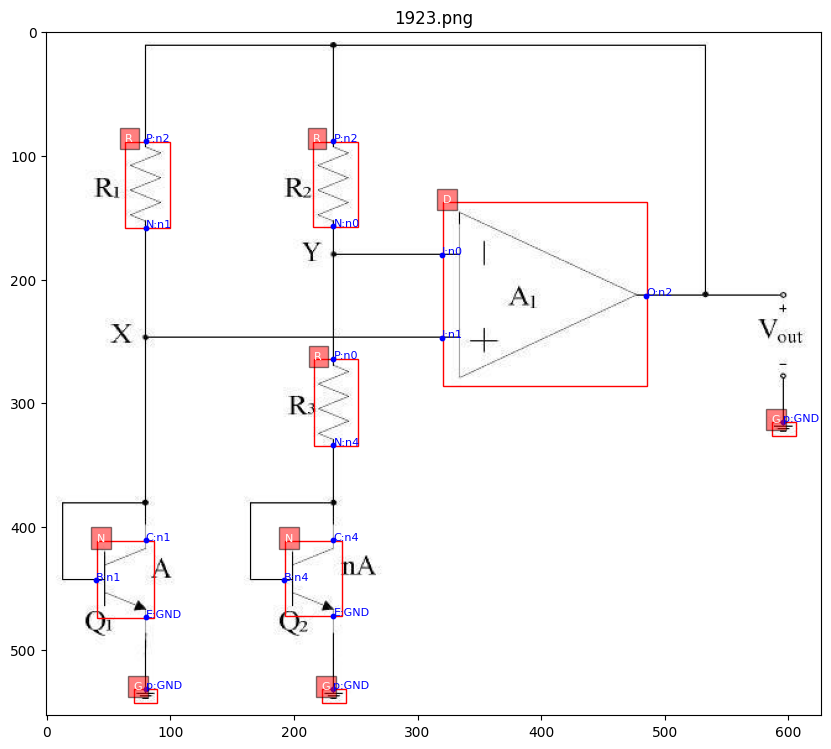 1923.png
0
R
P:n2
R
P:n2
100
R1
R2
N:n1
N:n0
D
Y
I:n0
200
A1
O:n2
X
I:n1
+
+
Vout
−
R
P:n0
300
R3
G
p:GND
N:n4
400
N
C:n1
N
C:n4
A
nA
B:n1
B:n4
E:GND
E:GND
Q1
Q2
500
G
p:GND
G
p:GND
0 100 200 300 400 500 600